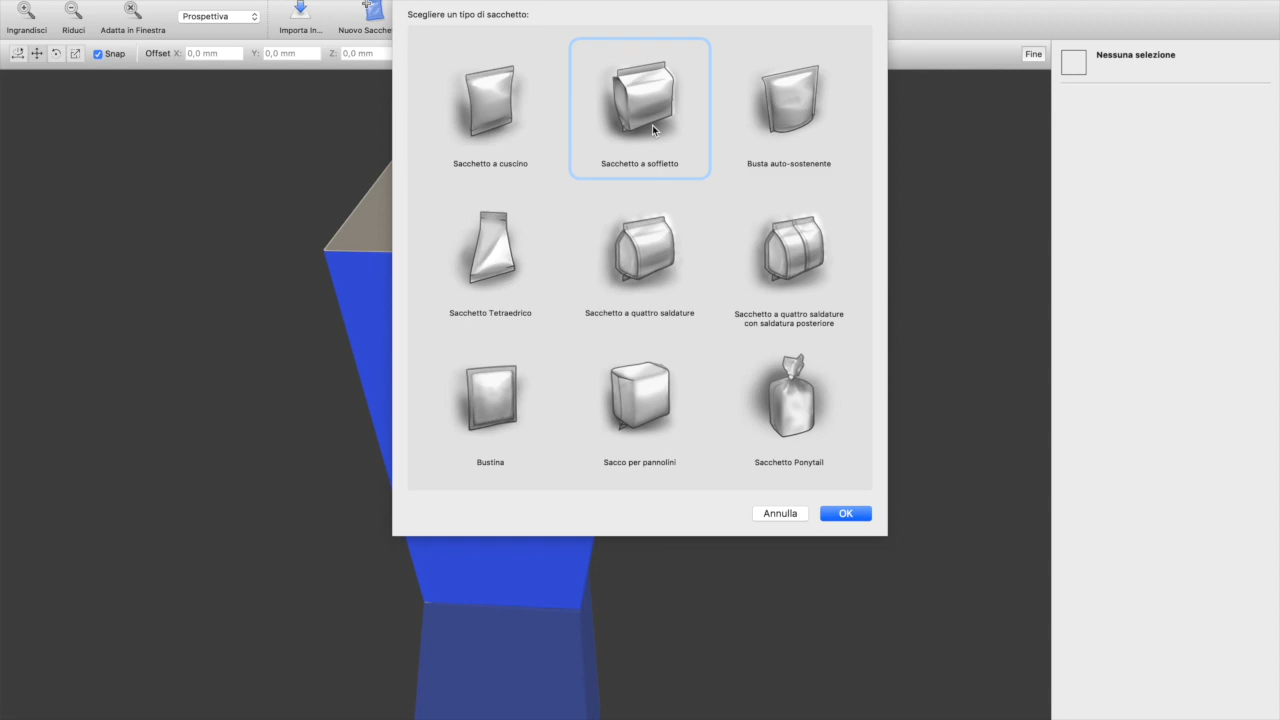 Prospettiva
Ingrandisci
Riduci
Adatta in Finestra
Importa In...
Nuovo Sacche
Snap
Offset
X:
0,0 mm
Y:
0,0 mm
Z:
0,0 mm
Fine
Nessuna selezione
Scegliere un tipo di sacchetto:
Sacchetto a cuscino
Sacchetto a soffietto
Busta auto-sostenente
Sacchetto Tetraedrico
Sacchetto a quattro saldature
Sacchetto a quattro saldature
con saldatura posteriore
Bustina
Sacco per pannolini
Sacchetto Ponytail
Annulla
OK